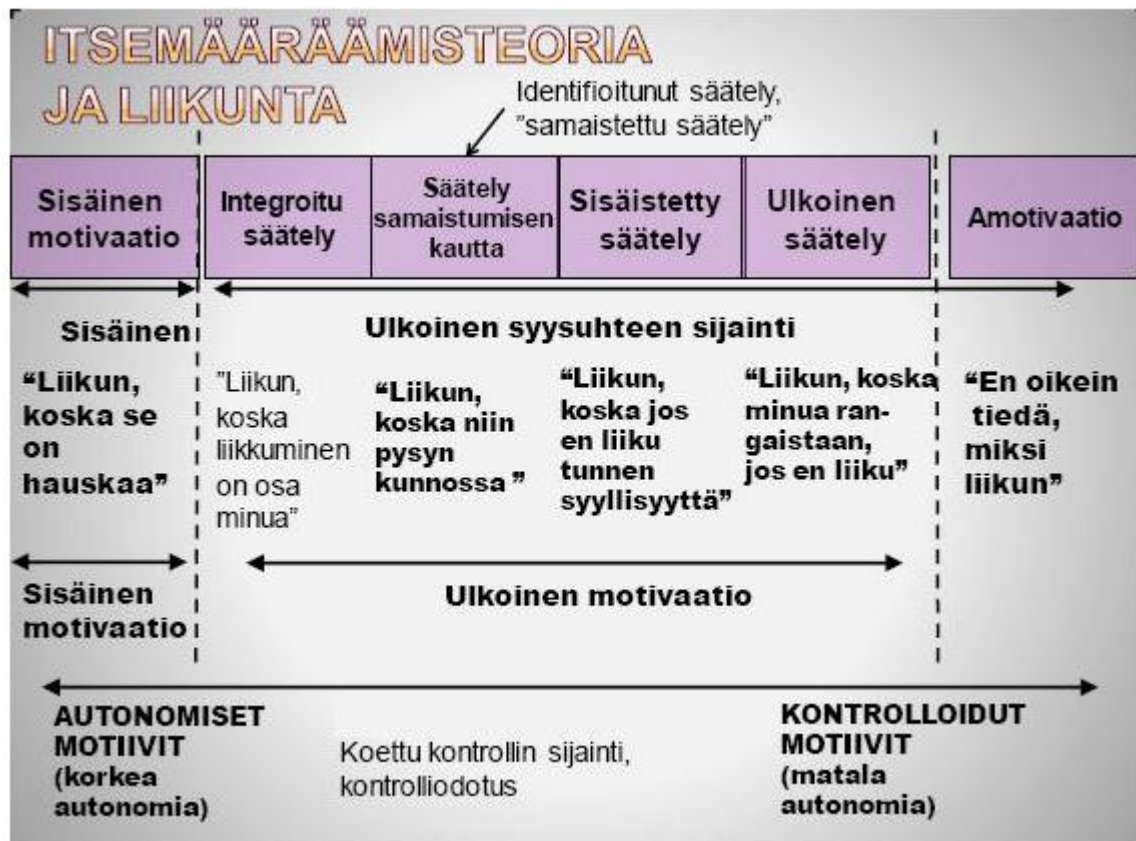 ITSEMÄÄRÄÄMISTEORIA
JA LIIKUNTA
Identifioitunut säätely,
”samaistettu säätely”
Sisäinen
motivaatio
Integroitu
säätely
Säätely
samaistumisen
kautta
Sisäistetty
säätely
Ulkoinen
säätely
Amotivaatio
Sisäinen
Ulkoinen syysuhteen sijainti
“Liikun,
koska se
on
hauskaa”
”Liikun,
koska
liikkuminen
on osa
minua”
“Liikun,
koska niin
pysyn
kunnossa ”
“Liikun,
koska jos
en liiku
tunnen
syyllisyyttä”
“Liikun, koska
minua ran-
gaistaan,
jos en liiku”
“En oikein
tiedä,
miksi
liikun”
Sisäinen
motivaatio
Ulkoinen motivaatio
AUTONOMISET
MOTIIVIT
(korkea
autonomia)
Koettu kontrollin sijainti,
kontrolliodotus
KONTROLLOIDUT
MOTIIVIT
(matala
autonomia)